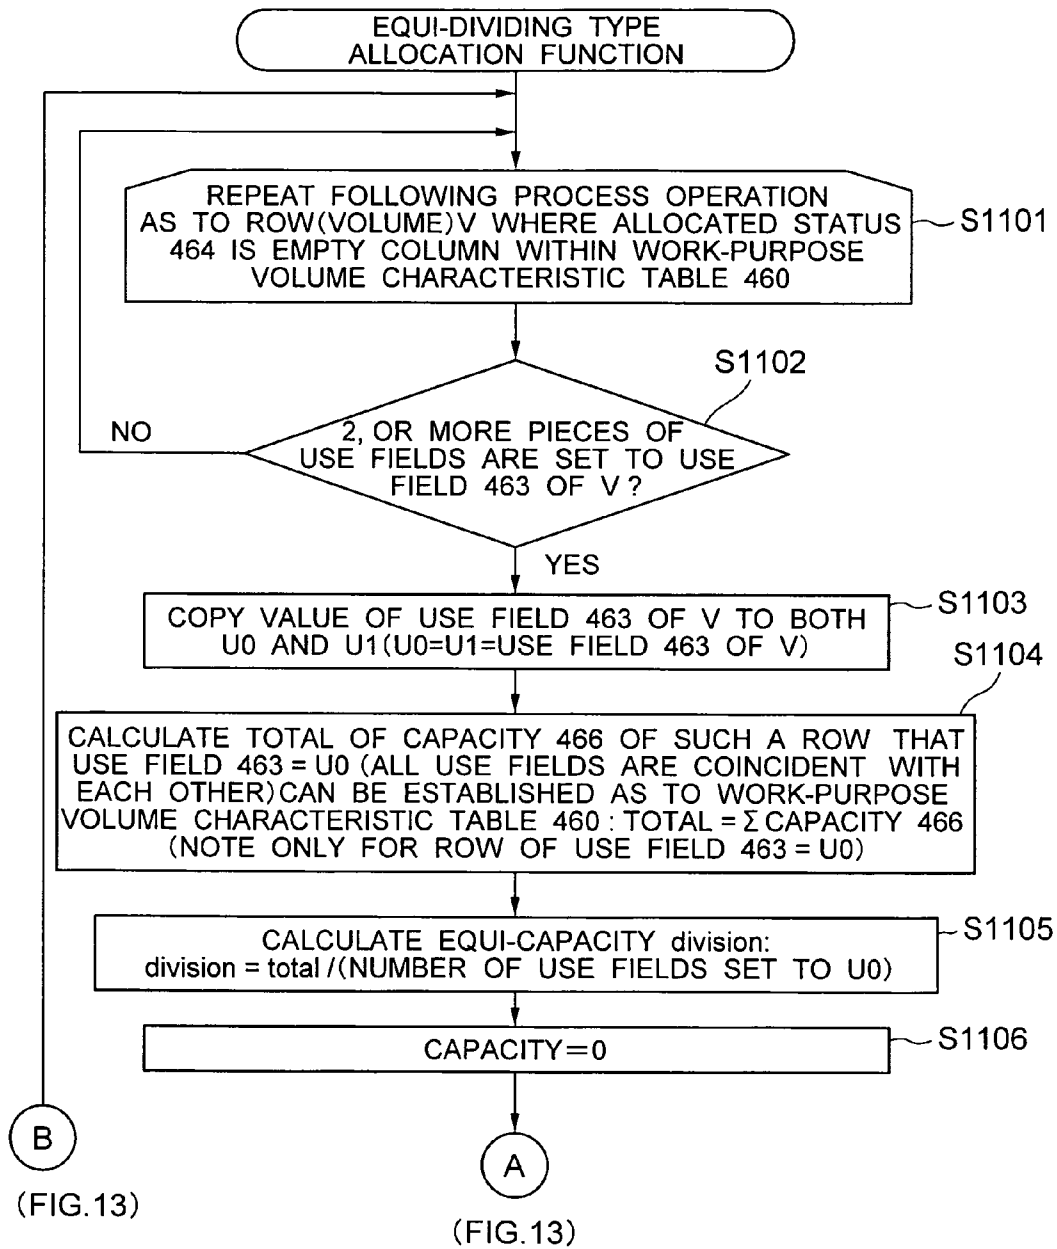 EQUI-DIVIDING TYPE
ALLOCATION FUNCTION
REPEAT FOLLOWING PROCESS OPERATION
AS TO ROW(VOLUME)V WHERE ALLOCATED STATUS
464 IS EMPTY COLUMN WITHIN WORK-PURPOSE
VOLUME CHARACTERISTIC TABLE 460
S1101
S1102
2, OR MORE PIECES OF
USE FIELDS ARE SET TO USE
FIELD 463 OF V?
NO
YES
COPY VALUE OF USE FIELD 463 OF V TO BOTH
U0 AND U1(U0=U1=USE FIELD 463 OF V)
S1103
S1104
CALCULATE TOTAL OF CAPACITY 466 OF SUCH A ROW THAT
USE FIELD 463=U0 (ALL USE FIELDS ARE COINCIDENT WITH
EACH OTHER)CAN BE ESTABLISHED AS TO WORK-PURPOSE
VOLUME CHARACTERISTIC TABLE 460 : TOTAL=Σ CAPACITY 466
(NOTE ONLY FOR ROW OF USE FIELD 463=U0)
S1105
CALCULATE EQUI-CAPACITY division:
division=total/(NUMBER OF USE FIELDS SET TO U0)
S1106
CAPACITY=0
B
(FIG.13)
A
(FIG.13)